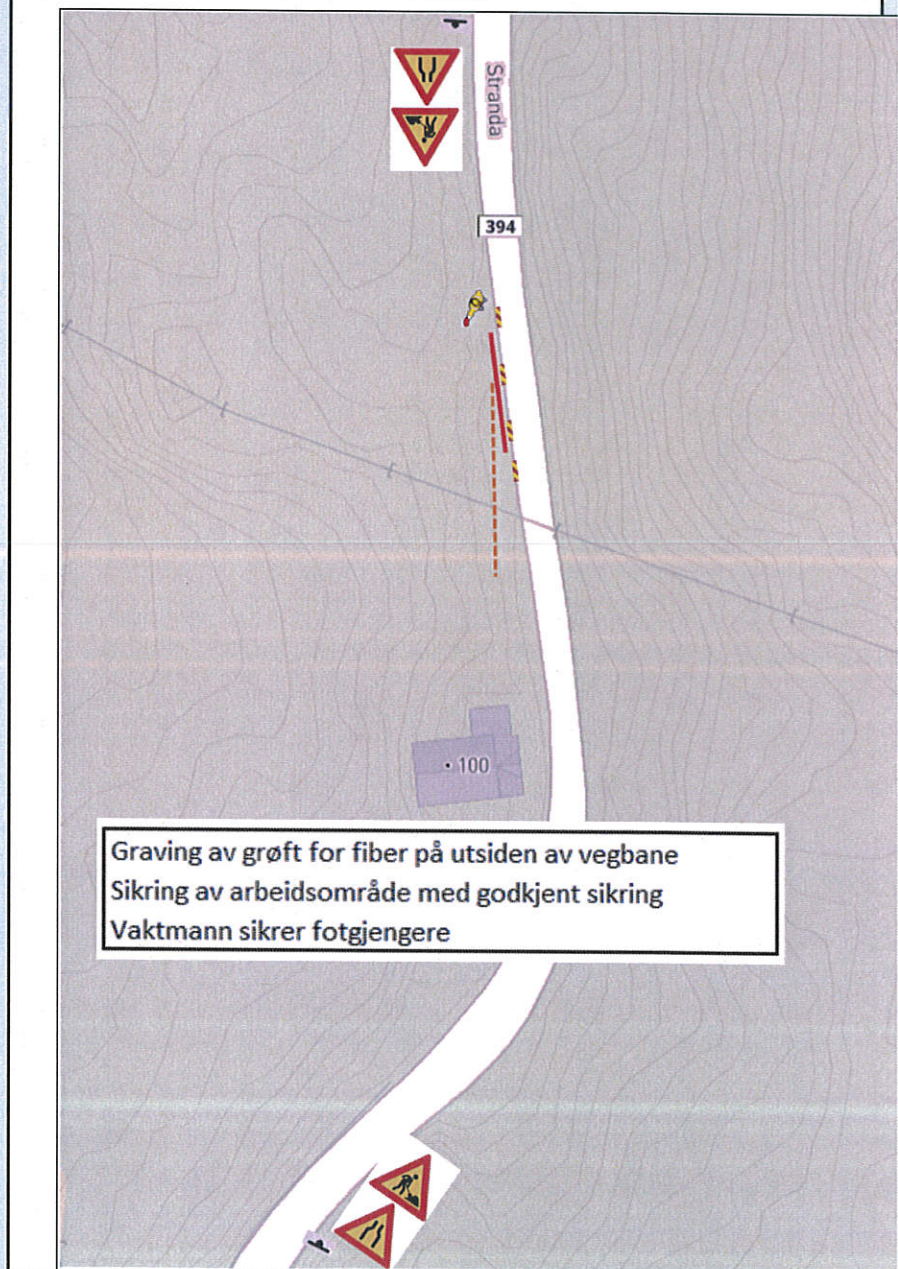 Stranda
394
100
Graving av grøft for fiber på utsiden av vegbane
Sikring av arbeidsområde med godkjent sikring
Vaktmann sikrer fotgjengere